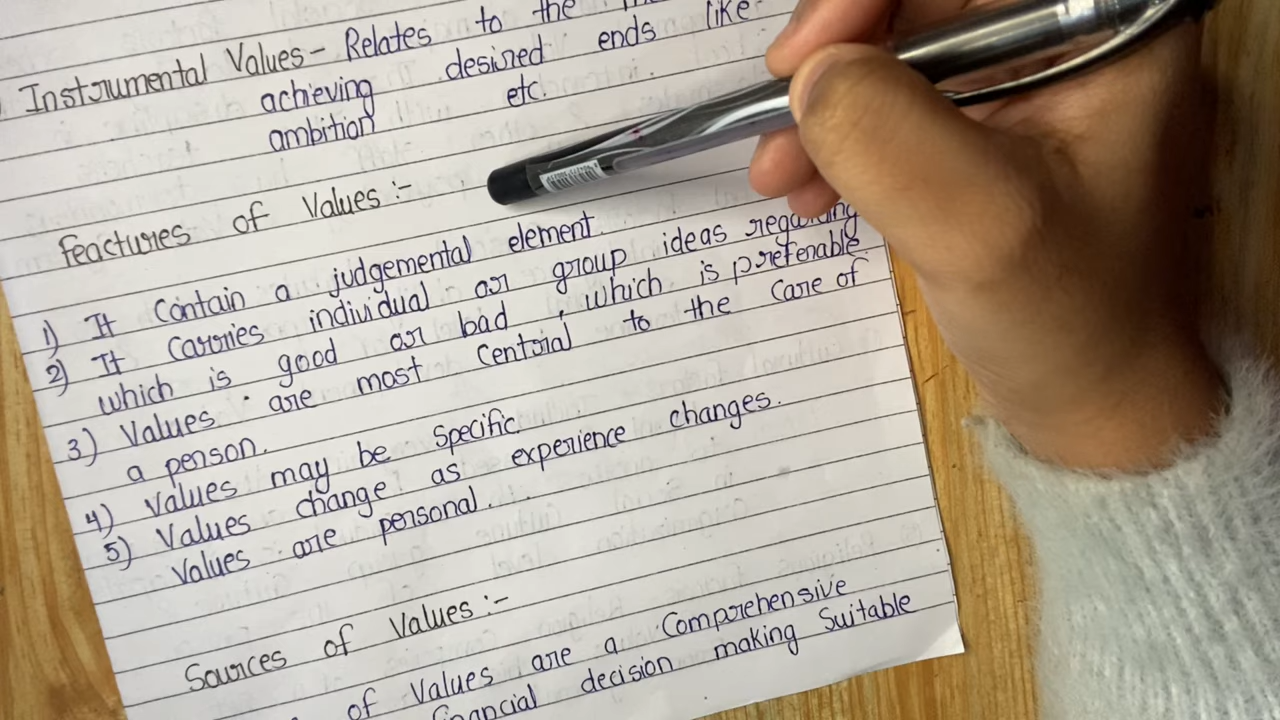 Instrumental Values - Relates to the
achieving desired ends like
ambition etc.
Feactures of Values :-
1) It Contain a judgemental element.
2) It Carries individual or group ideas regarding
which is good or bad, which is preferable
3) Values are most Central to the Care of
a person.
4) Values may be Specific.
5) Values change as experience changes.
Values are personal.
Sources of Values :-
of Values are a Comprehensive
financial decision making Suitable